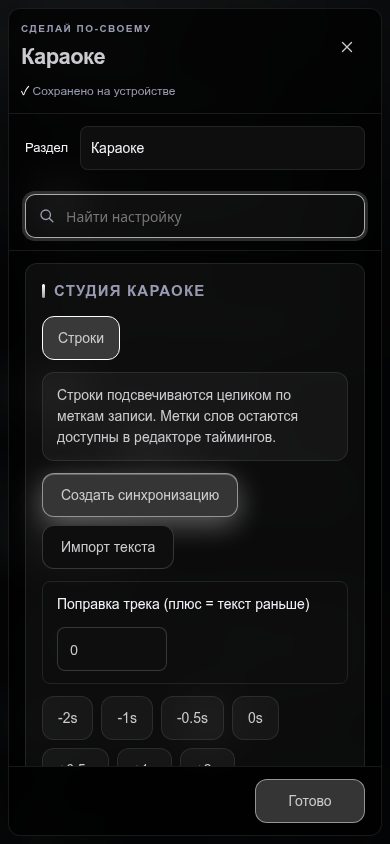 СДЕЛАЙ ПО-СВОЕМУ
Караоке
✓ Сохранено на устройстве
Раздел
Караоке
Найти настройку
СТУДИЯ КАРАОКЕ
Строки
Строки подсвечиваются целиком по
меткам записи. Метки слов остаются
доступны в редакторе таймингов.
Создать синхронизацию
Импорт текста
Поправка трека (плюс = текст раньше)
0
-2s -1s -0.5s 0s
Готово